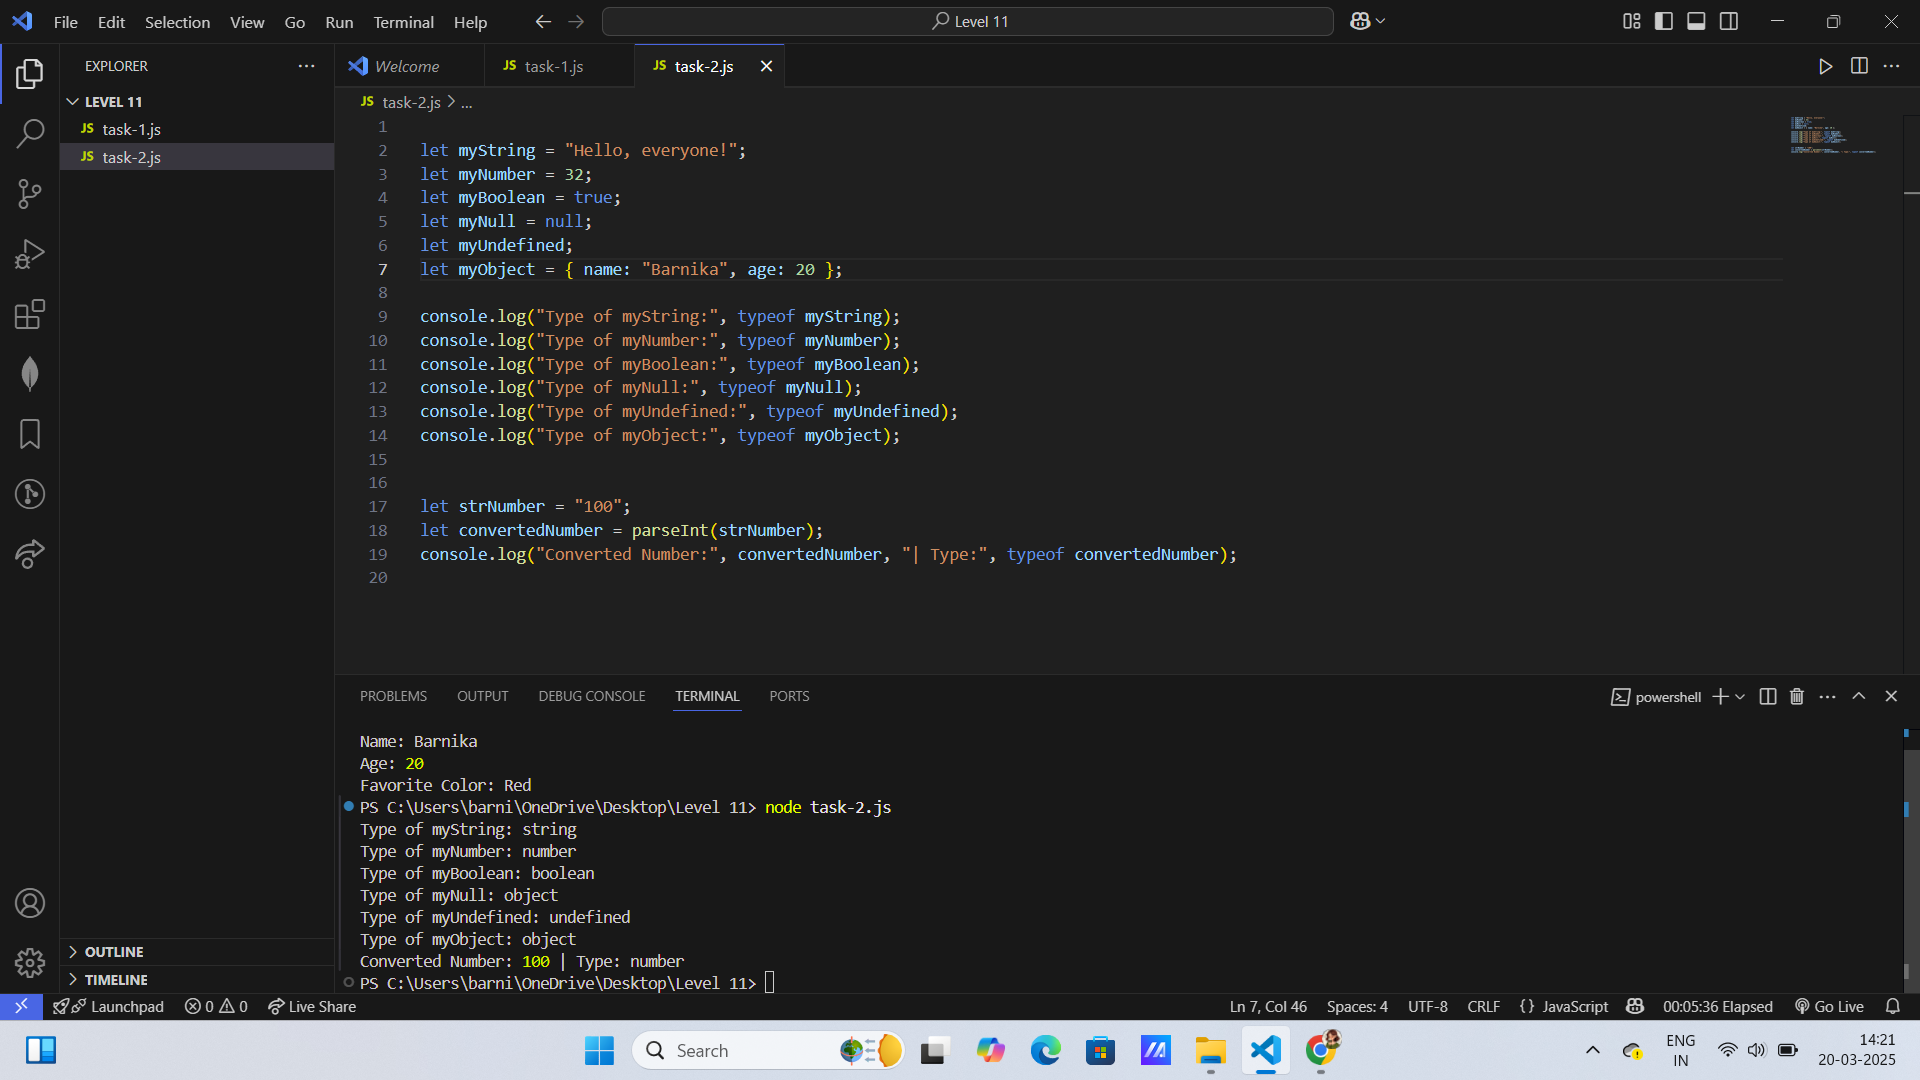 File Edit Selection View Go Run Terminal Help
Level 11
EXPLORER
LEVEL 11
JS task-1.js
JS task-2.js
OUTLINE
TIMELINE
Welcome
JS task-1.js
JS task-2.js
JS task-2.js > ...
1
2 let myString = "Hello, everyone!";
3 let myNumber = 32;
4 let myBoolean = true;
5 let myNull = null;
6 let myUndefined;
7 let myObject = { name: "Barnika", age: 20 };
8
9 console.log("Type of myString:", typeof myString);
10 console.log("Type of myNumber:", typeof myNumber);
11 console.log("Type of myBoolean:", typeof myBoolean);
12 console.log("Type of myNull:", typeof myNull);
13 console.log("Type of myUndefined:", typeof myUndefined);
14 console.log("Type of myObject:", typeof myObject);
15
16
17 let strNumber = "100";
18 let convertedNumber = parseInt(strNumber);
19 console.log("Converted Number:", convertedNumber, "| Type:", typeof convertedNumber);
20
PROBLEMS OUTPUT DEBUG CONSOLE TERMINAL PORTS
powershell
Name: Barnika
Age: 20
Favorite Color: Red
PS C:\Users\barni\OneDrive\Desktop\Level 11> node task-2.js
Type of myString: string
Type of myNumber: number
Type of myBoolean: boolean
Type of myNull: object
Type of myUndefined: undefined
Type of myObject: object
Converted Number: 100 | Type: number
PS C:\Users\barni\OneDrive\Desktop\Level 11>
Launchpad 0 0 Live Share
Ln 7, Col 46 Spaces: 4 UTF-8 CRLF {} JavaScript 00:05:36 Elapsed Go Live
Search
ENG
IN
14:21
20-03-2025